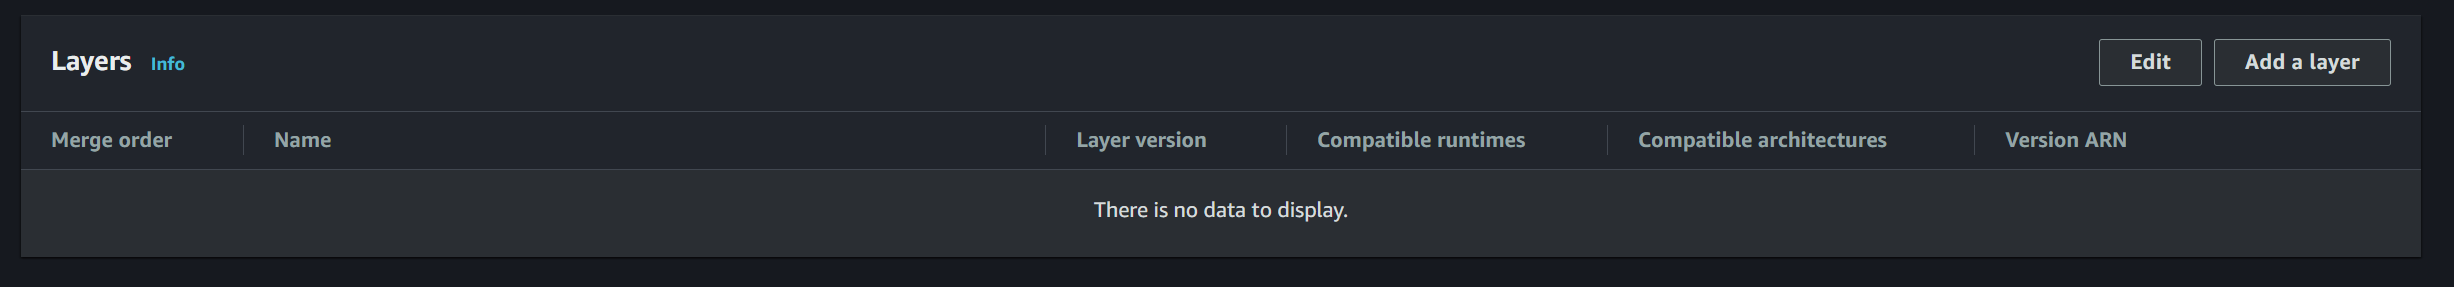 Layers Info
Edit
Add a layer
Merge order Name Layer version Compatible runtimes Compatible architectures Version ARN
There is no data to display.